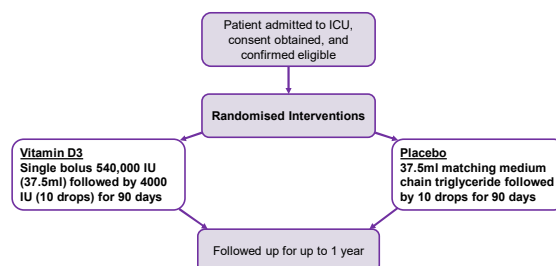 Patient admitted to ICU,
consent obtained, and
confirmed eligible
Randomised Interventions
Vitamin D3
Single bolus 540,000 IU
(37.5ml) followed by 4000
IU (10 drops) for 90 days
Placebo
37.5ml matching medium
chain triglyceride followed
by 10 drops for 90 days
Followed up for up to 1 year